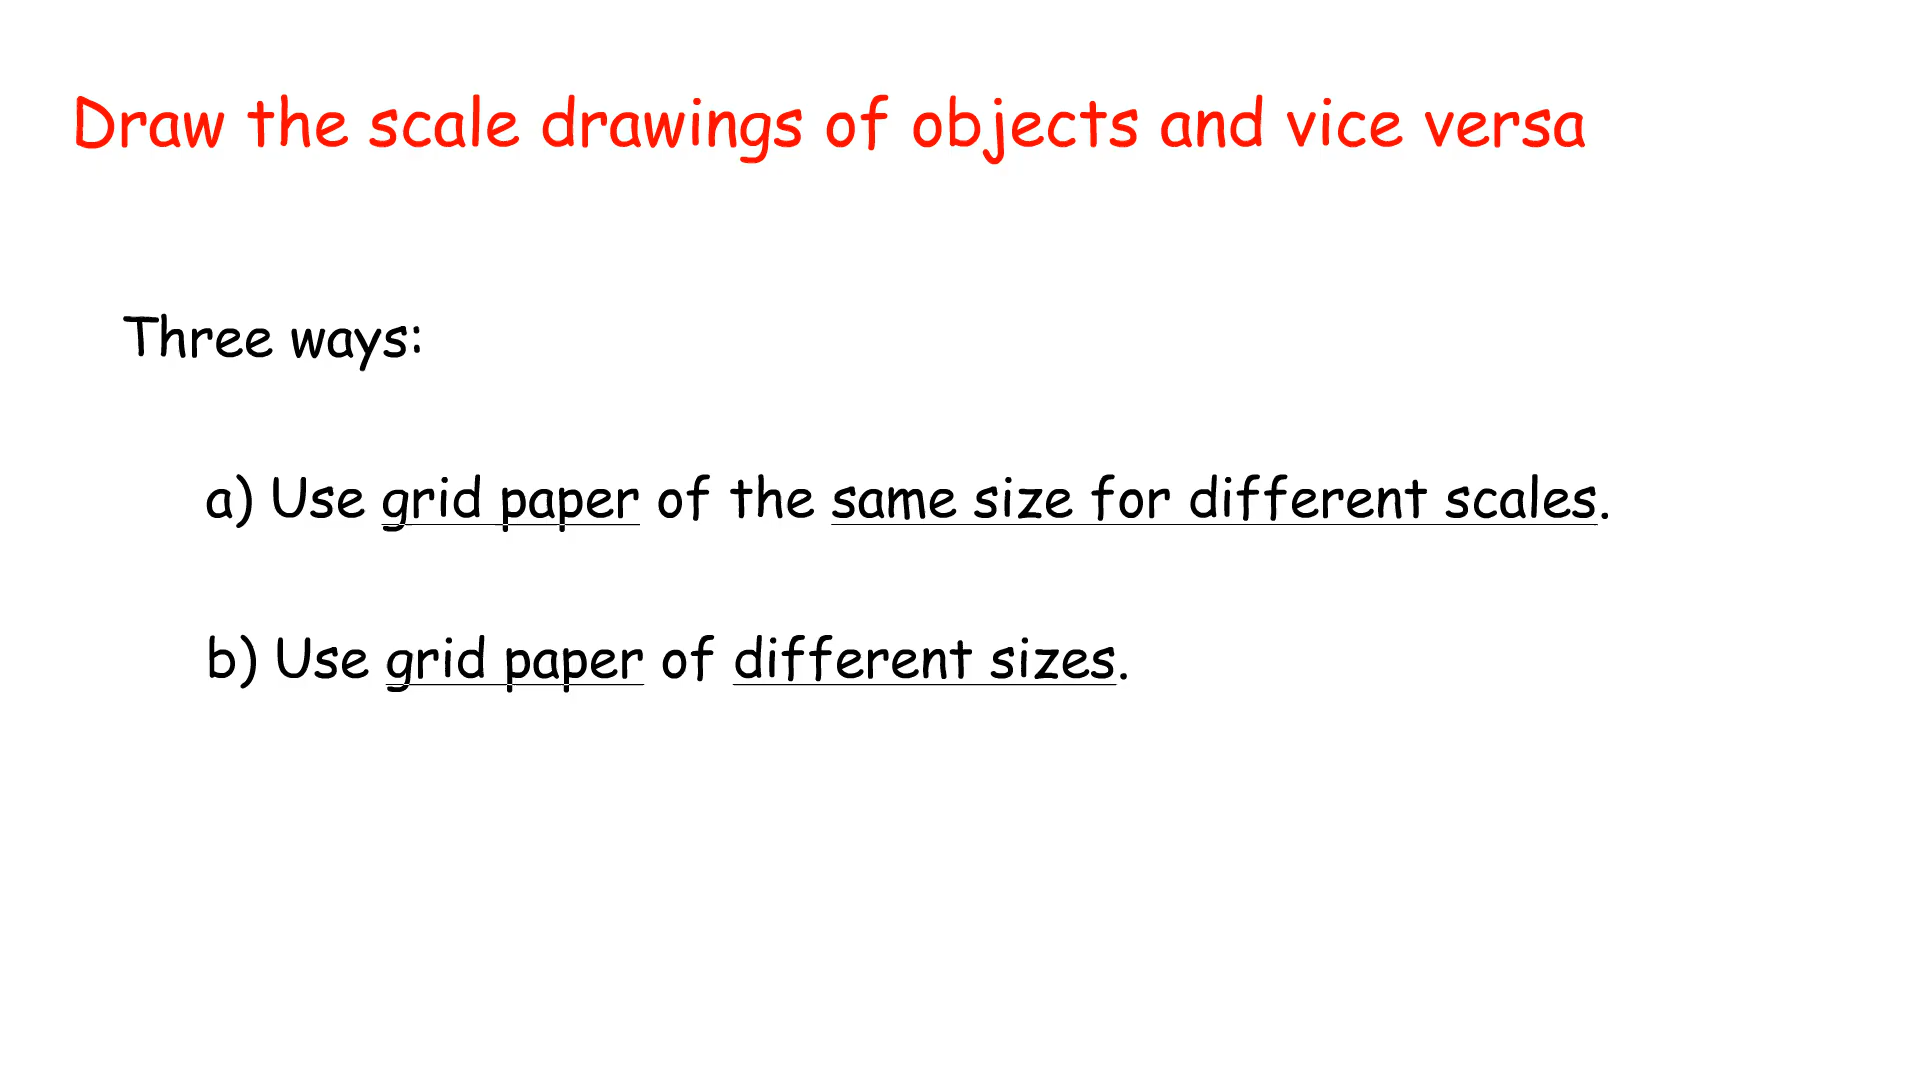 Draw the scale drawings of objects and vice versa
Three ways:
a) Use grid paper of the same size for different scales.
b) Use grid paper of different sizes.